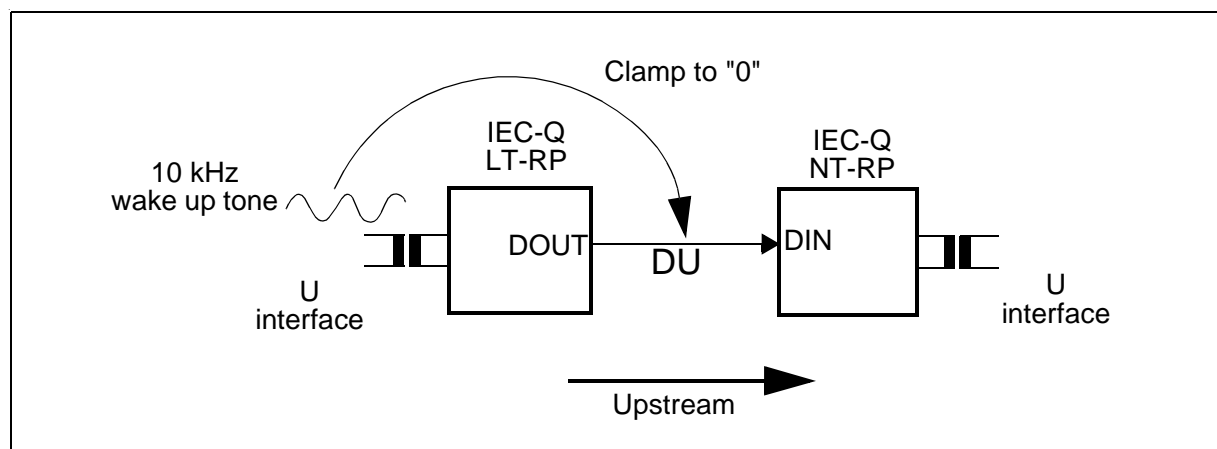 Clamp to "0"
IEC-Q
LT-RP
IEC-Q
NT-RP
10 kHz
wake up tone
DOUT
DU
DIN
U
interface
U
interface
Upstream